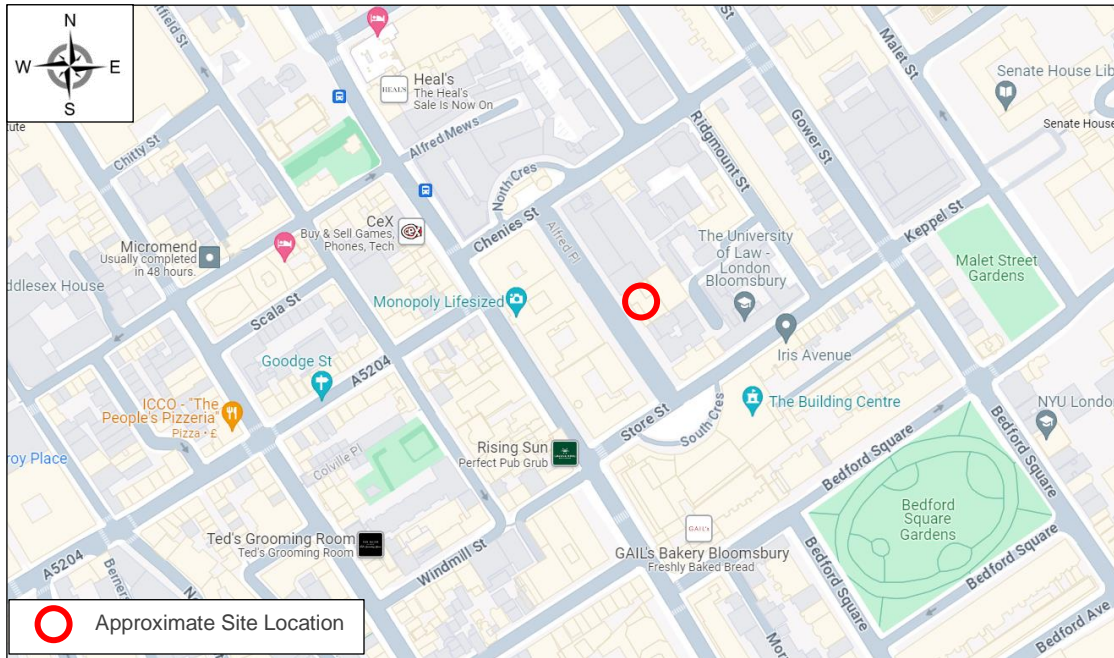 N
W
E
S
Heal's
The Heal's
Sale Is Now On
HEAL'S
Alfred Mews
Chitty St
Malet St
Senate House Lib
Senate House
Ridgmount St
Gower St
North Cres
Chenies St
Alfred Pl
CeX
Buy & Sell Games,
Phones, Tech
Micromend
Usually completed
in 48 hours.
ddlesex House
Scala St
The University
of Law -
London
Bloomsbury
Keppel St
Malet Street
Gardens
Monopoly Lifesized
Goodge St
A5204
Iris Avenue
ICCO - "The
People's Pizzeria"
Pizza · £
The Building Centre
NYU London
Store St
South Cres
Rising Sun
Perfect Pub Grub
Colville Pl
roy Place
Bedford Square
Bedford Square
Bedford
Square
Gardens
GAIL's
GAIL's Bakery Bloomsbury
Freshly Baked Bread
Ted's Grooming Room
Ted's Grooming Room
Windmill St
A5204
Berners
Bedford Square
Bedford Square
Bedford Ave
Approximate Site Location